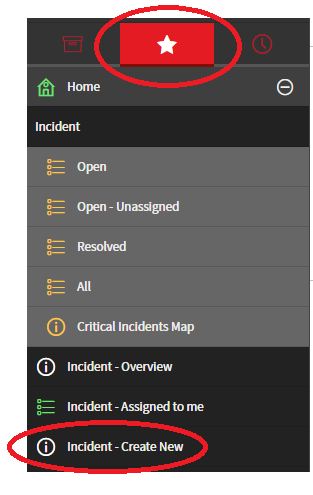 Home
Incident
Open
Open - Unassigned
Resolved
All
Critical Incidents Map
Incident - Overview
Incident - Assigned to me
Incident - Create New